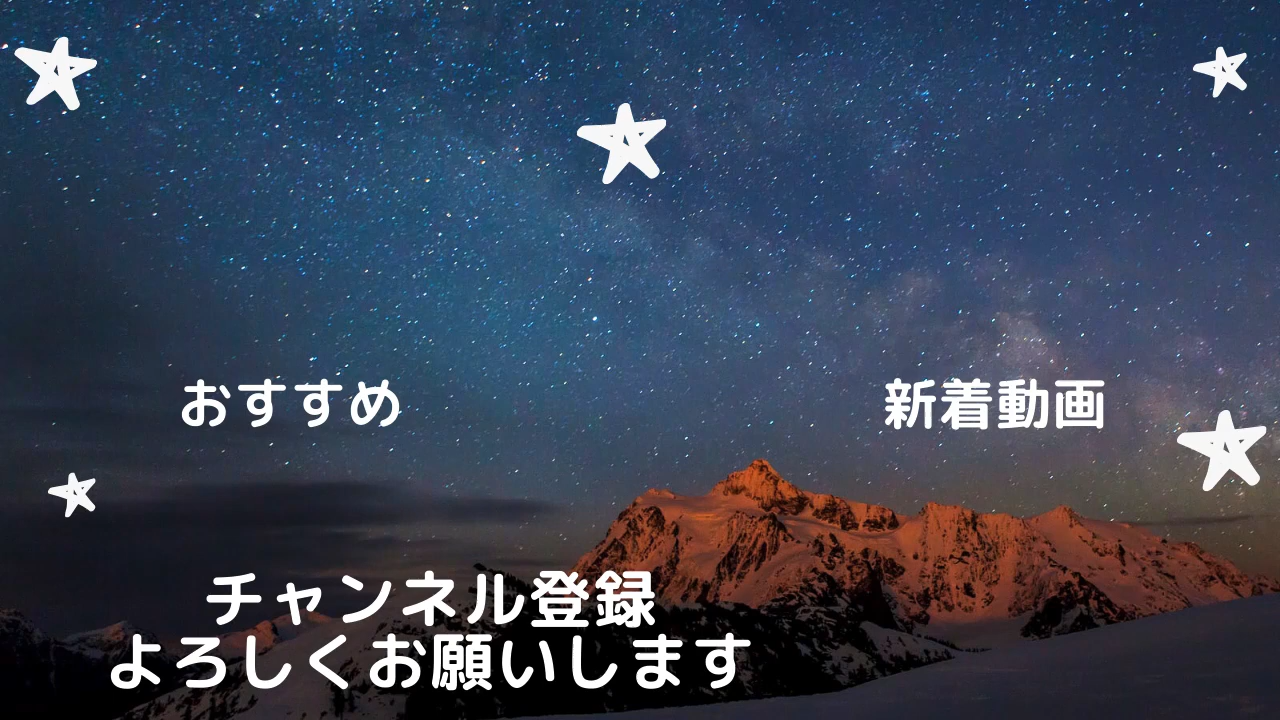 おすすめ
新着動画
チャンネル登録
よろしくお願いします